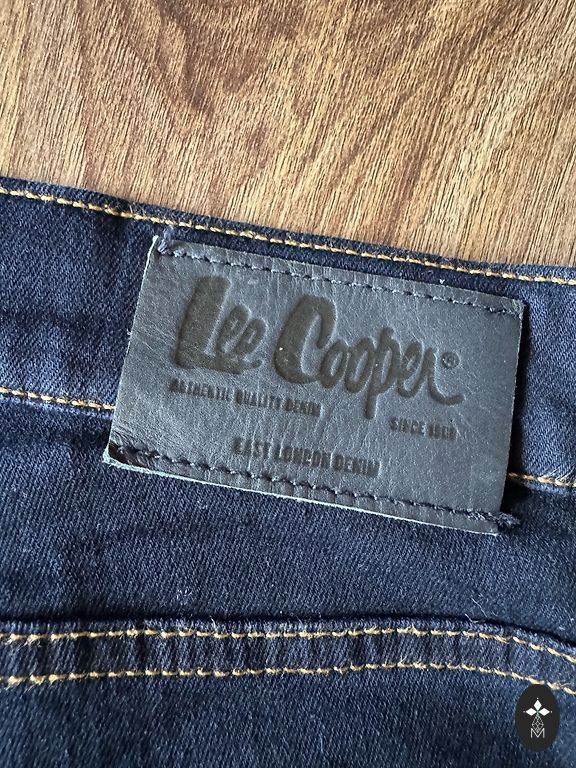 Lee Cooper®
AUTHENTIC QUALITY DENIM
SINCE 1908
EAST LONDON DENIM
M